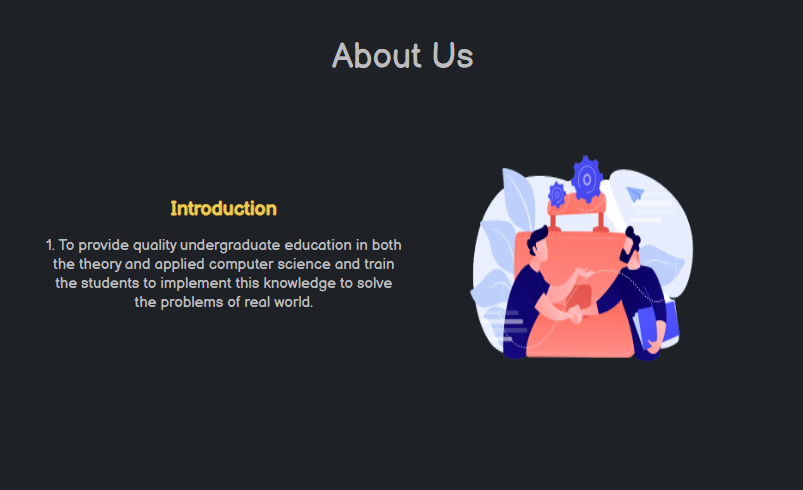 About Us
Introduction
1. To provide quality undergraduate education in both
the theory and applied computer science and train
the students to implement this knowledge to solve
the problems of real world.